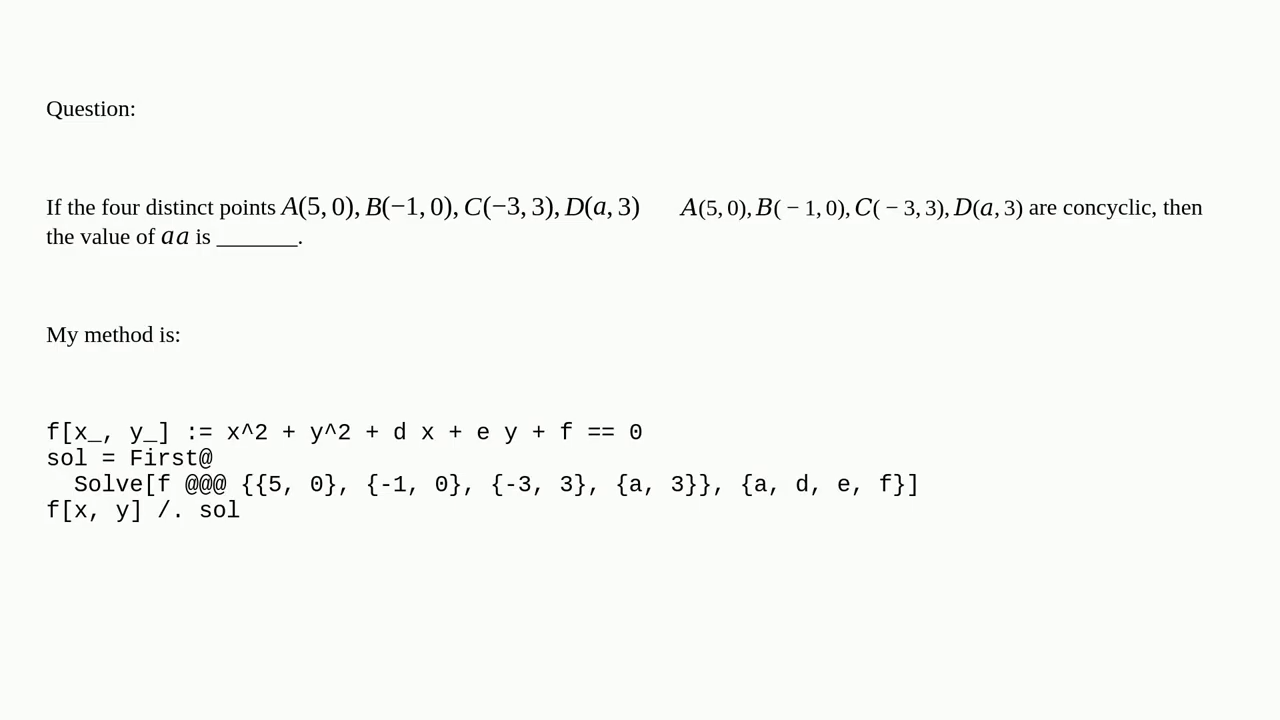 Question:
If the four distinct points A(5, 0), B(−1, 0), C(−3, 3), D(a, 3) A(5, 0), B( − 1, 0), C( − 3, 3), D(a, 3) are concyclic, then
the value of aa is _______.
My method is:
f[x_, y_] := x^2 + y^2 + d x + e y + f == 0
sol = First@
  Solve[f @@@ {{5, 0}, {-1, 0}, {-3, 3}, {a, 3}}, {a, d, e, f}]
f[x, y] /. sol